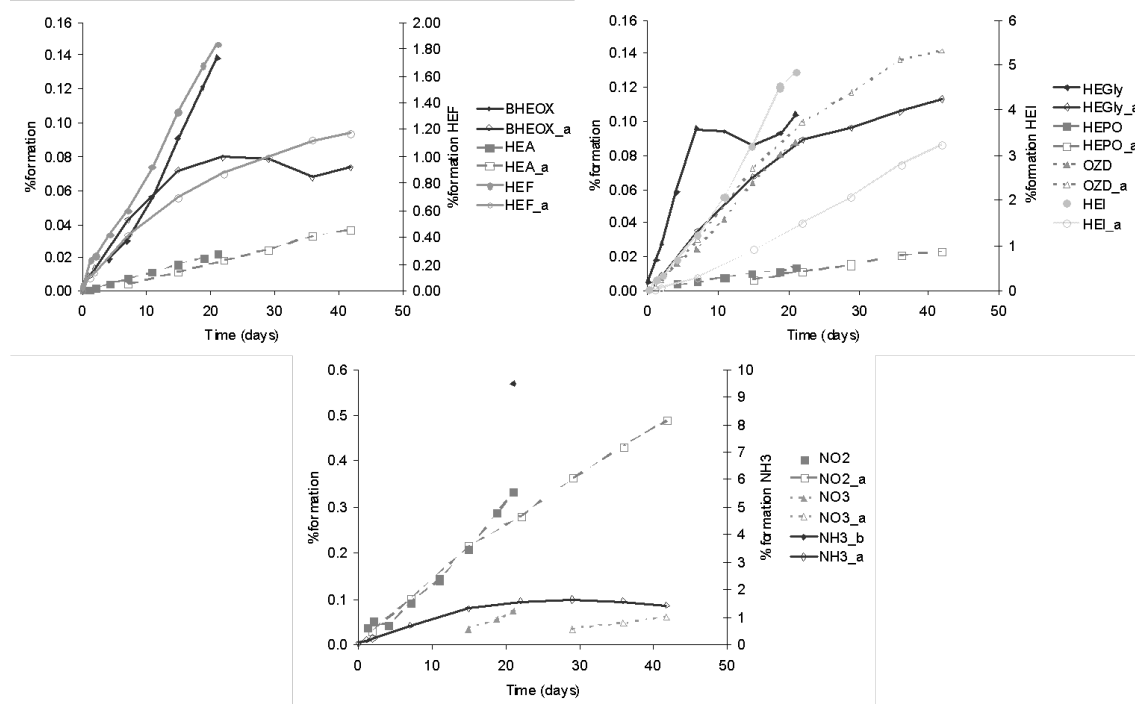 0.16
0.14
0.12
0.10
0.08
0.06
0.04
0.02
0.00
%formation
2.00
1.80
1.60
1.40
1.20
1.00
0.80
0.60
0.40
0.20
0.00
%formation HEF
0 10 20 30 40 50
Time (days)
BHEOX
BHEOX_a
HEA
HEA_a
HEF
HEF_a
0.16
0.14
0.12
0.10
0.08
0.06
0.04
0.02
0.00
%formation
6
5
4
3
2
1
0
%formation HEI
0 10 20 30 40 50
Time (days)
HEGly
HEGly_a
HEPO
HEPO_a
OZD
OZD_a
HEI
HEI_a
0.6
0.5
0.4
0.3
0.2
0.1
0.0
%formation
10
9
8
7
6
5
4
3
2
1
0
%formation NH3
0 10 20 30 40 50
Time (days)
NO2
NO2_a
NO3
NO3_a
NH3_b
NH3_a